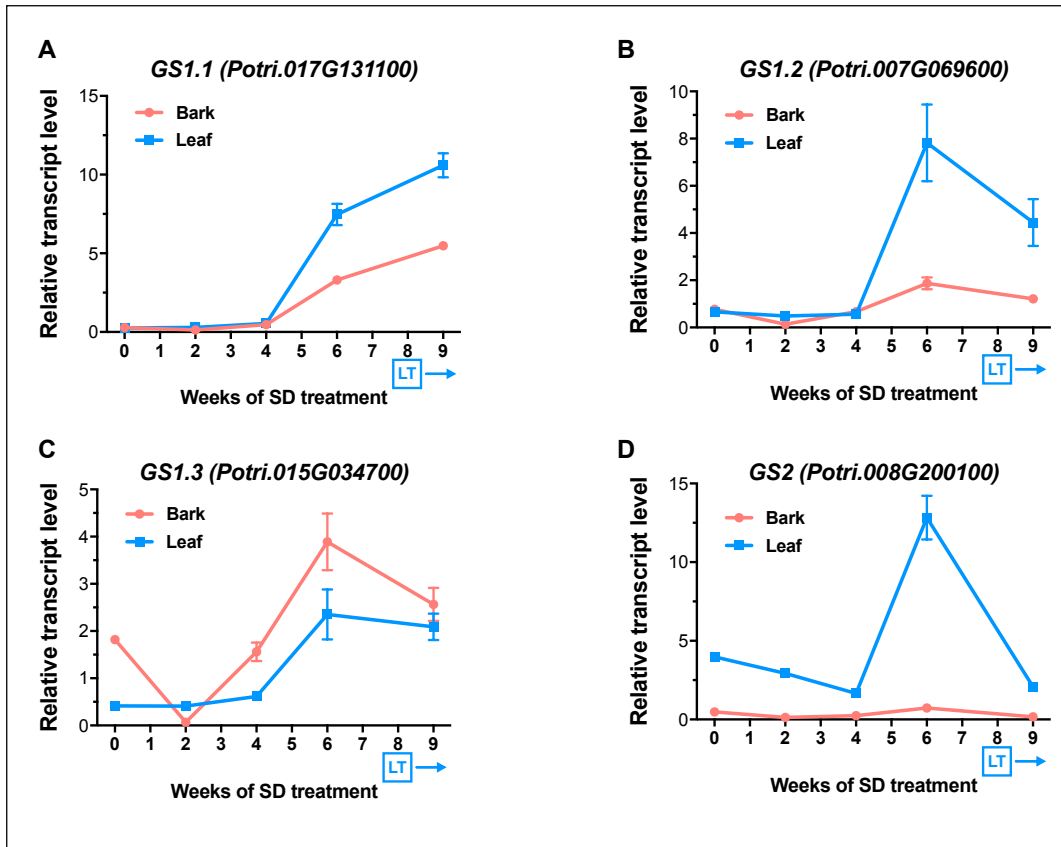 A
GS1.1 (Potri.017G131100)
Relative transcript level
15
10
5
0
Bark
Leaf
0 1 2 3 4 5 6 7 8 9
LT
Weeks of SD treatment
B
GS1.2 (Potri.007G069600)
Relative transcript level
10
8
6
4
2
0
Bark
Leaf
0 1 2 3 4 5 6 7 8 9
LT
Weeks of SD treatment
C
GS1.3 (Potri.015G034700)
Relative transcript level
5
4
3
2
1
0
Bark
Leaf
0 1 2 3 4 5 6 7 8 9
LT
Weeks of SD treatment
D
GS2 (Potri.008G200100)
Relative transcript level
15
10
5
0
Bark
Leaf
0 1 2 3 4 5 6 7 8 9
LT
Weeks of SD treatment